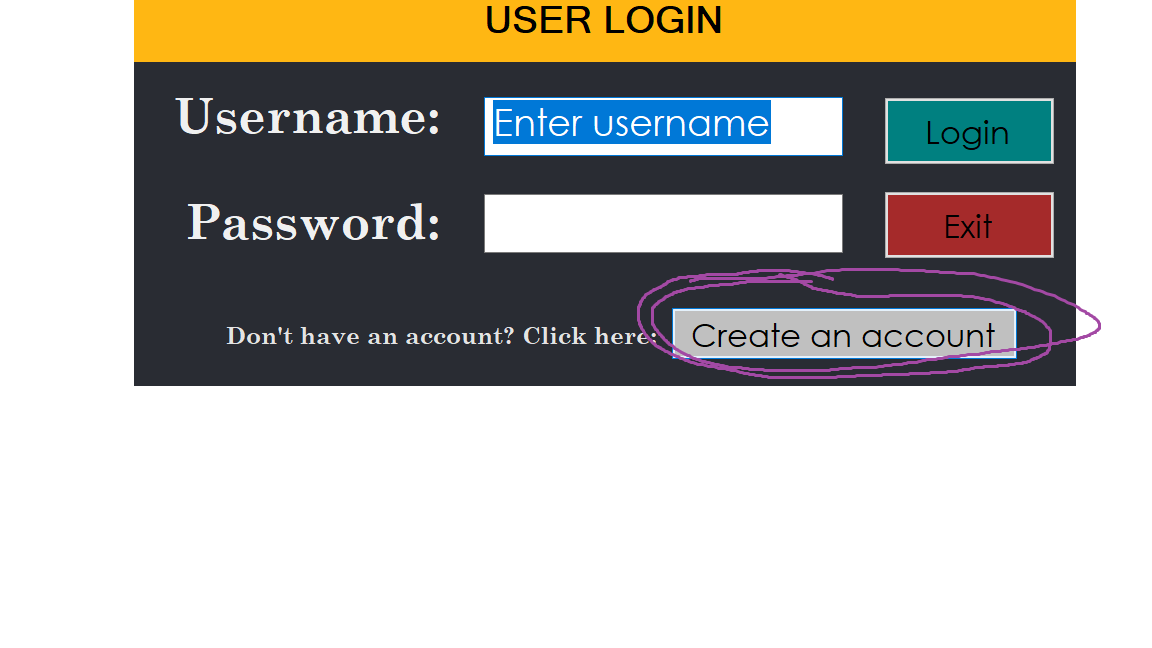 USER LOGIN
Username: Enter username Login
Password: Exit
Don't have an account? Click here: Create an account